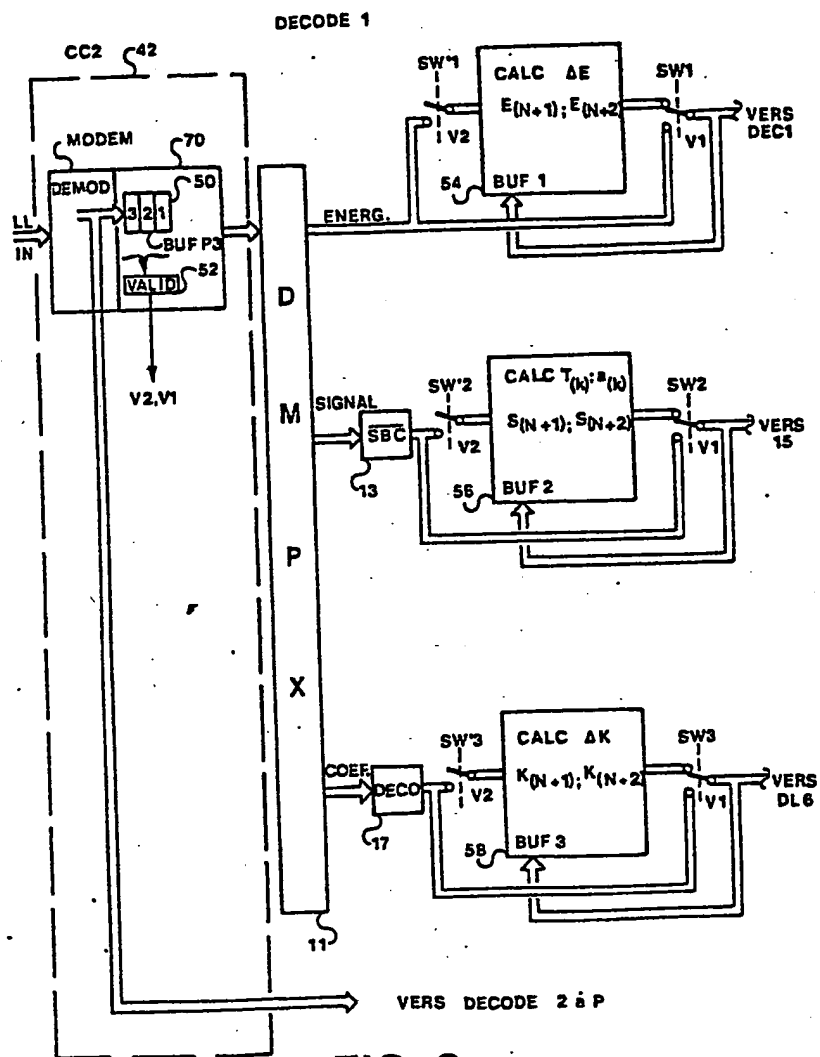 DECODE 1
CC2
42
MODEM
70
DEMOD
3 2 1
50
BUF P3
VALID
52
LL
IN
V2,V1
SW'1
CALC ΔE
E(N+1); E(N+2)
SW1
V2
V1
VERS
DEC1
54
BUF 1
ENERG.
D
M
P
X
11
SIGNAL
SBC
13
SW'2
CALC T(k); a(k)
S(N+1); S(N+2)
SW2
V2
V1
VERS
15
56
BUF 2
COEF.
DECO
17
SW'3
CALC ΔK
K(N+1); K(N+2)
SW3
V2
V1
VERS
DL6
58
BUF 3
VERS DECODE 2 à P